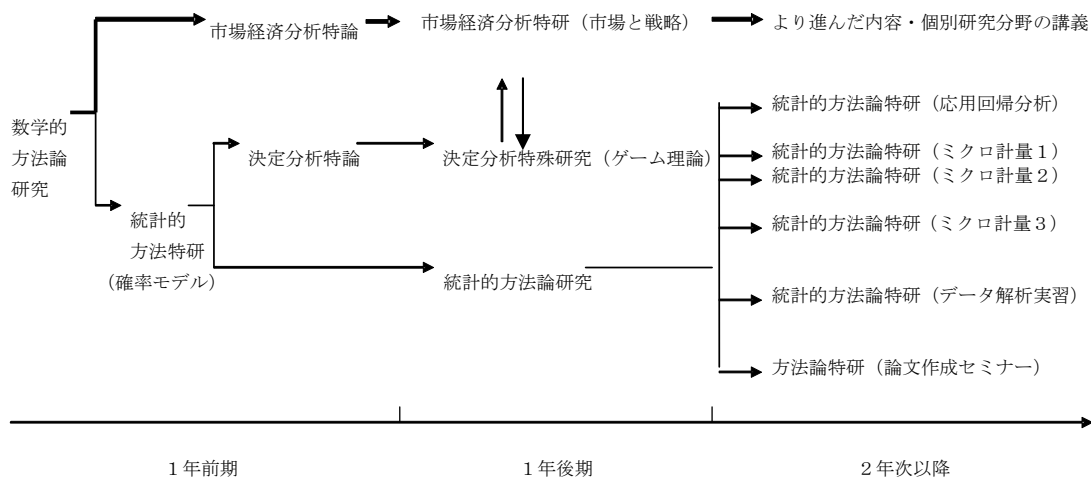 市場経済分析特論
市場経済分析特研（市場と戦略）
より進んだ内容・個別研究分野の講義
数学的
方法論
研究
決定分析特論
決定分析特殊研究（ゲーム理論）
統計的
方法特研
（確率モデル）
統計的方法論研究
統計的方法論特研（応用回帰分析）
統計的方法論特研（ミクロ計量１）
統計的方法論特研（ミクロ計量２）
統計的方法論特研（ミクロ計量３）
統計的方法論特研（データ解析実習）
方法論特研（論文作成セミナー）
１年前期
１年後期
２年次以降